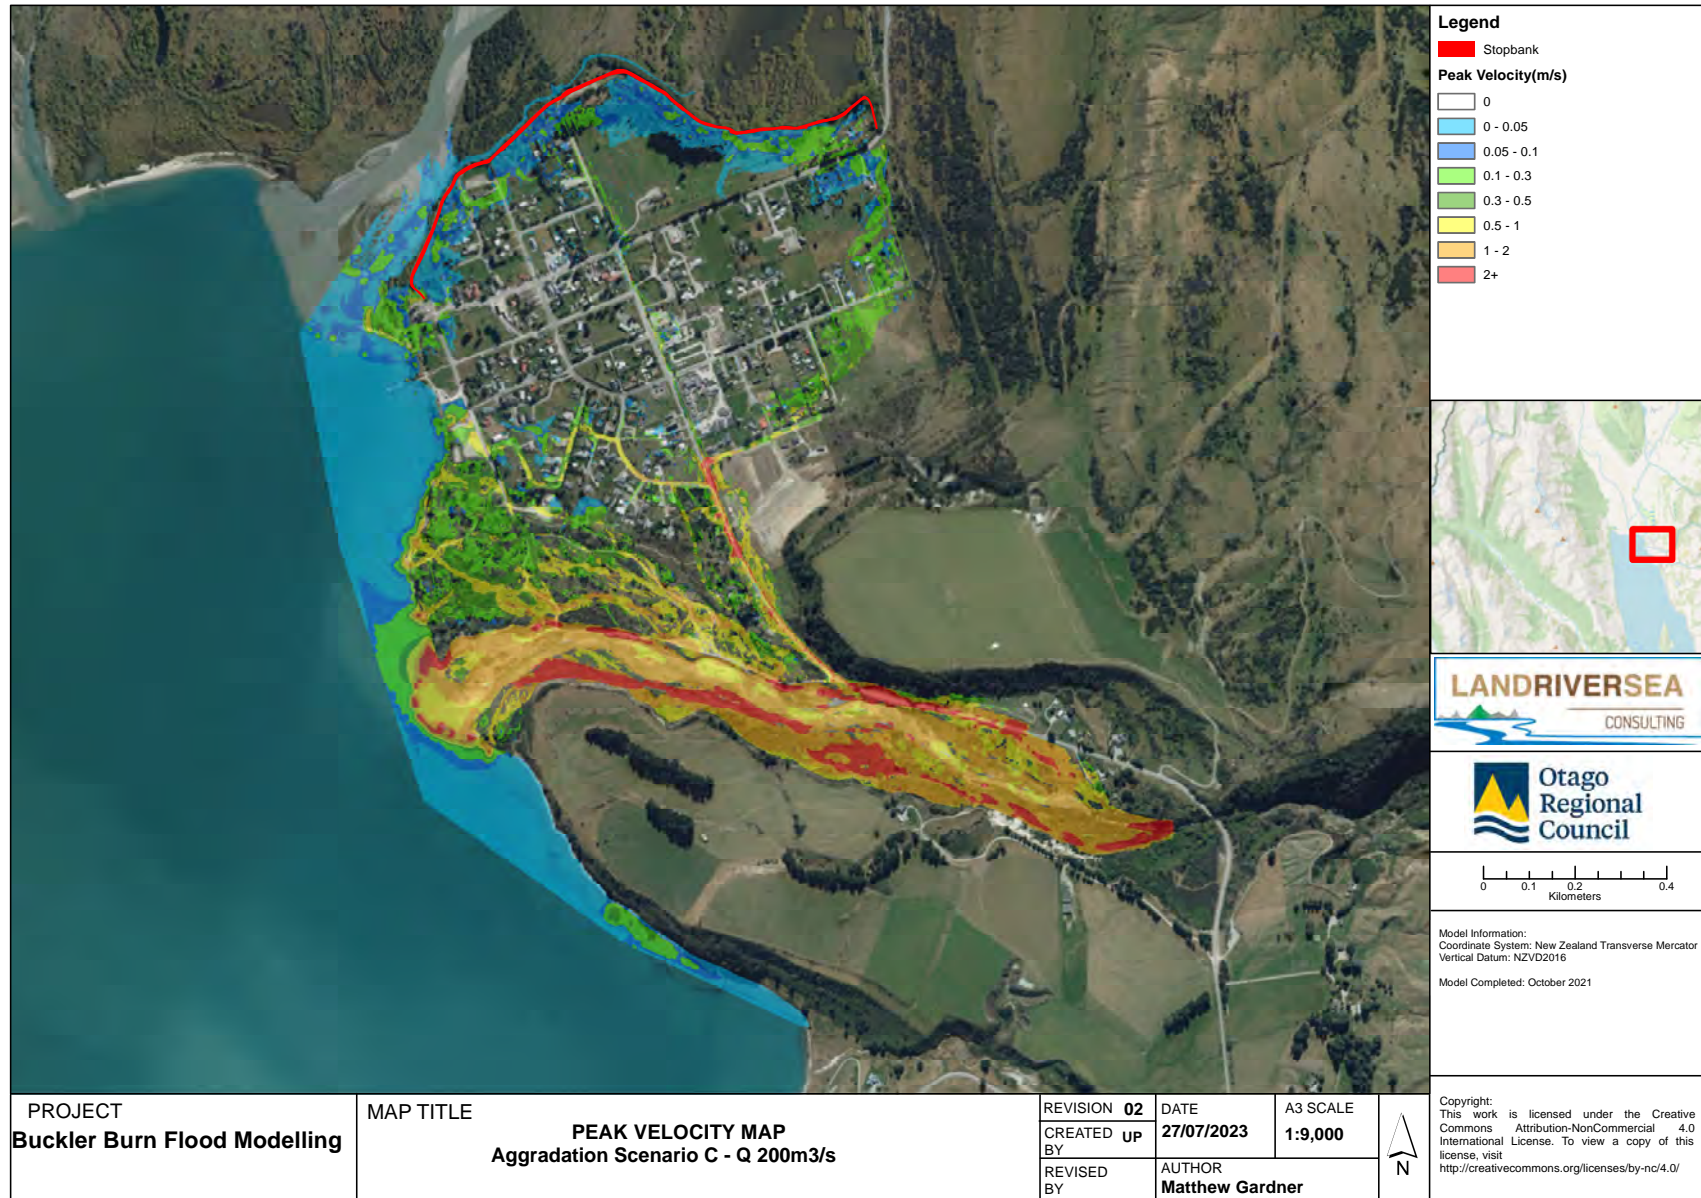 Legend
Stopbank
Peak Velocity(m/s)
0
0 - 0.05
0.05 - 0.1
0.1 - 0.3
0.3 - 0.5
0.5 - 1
1 - 2
2+
LANDRIVERSEA
CONSULTING
Otago
Regional
Council
0 0.1 0.2 0.4
Kilometers
Model Information:
Coordinate System: New Zealand Transverse Mercator
Vertical Datum: NZVD2016
Model Completed: October 2021
Copyright:
This work is licensed under the Creative
Commons Attribution-NonCommercial 4.0
International License. To view a copy of this
license, visit
http://creativecommons.org/licenses/by-nc/4.0/
PROJECT
Buckler Burn Flood Modelling
MAP TITLE
PEAK VELOCITY MAP
Aggradation Scenario C - Q 200m3/s
REVISION 02
CREATED UP
BY
REVISED
BY
DATE
27/07/2023
A3 SCALE
1:9,000
AUTHOR
Matthew Gardner
N